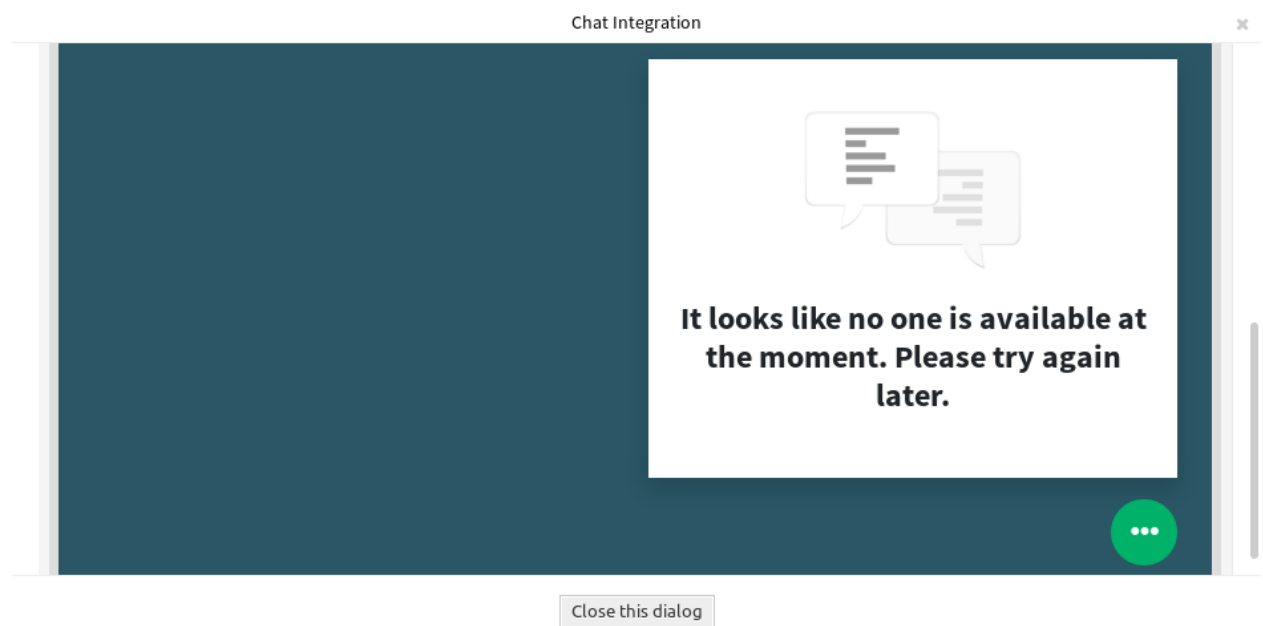 Chat Integration
It looks like no one is available at
the moment. Please try again
later.
Close this dialog